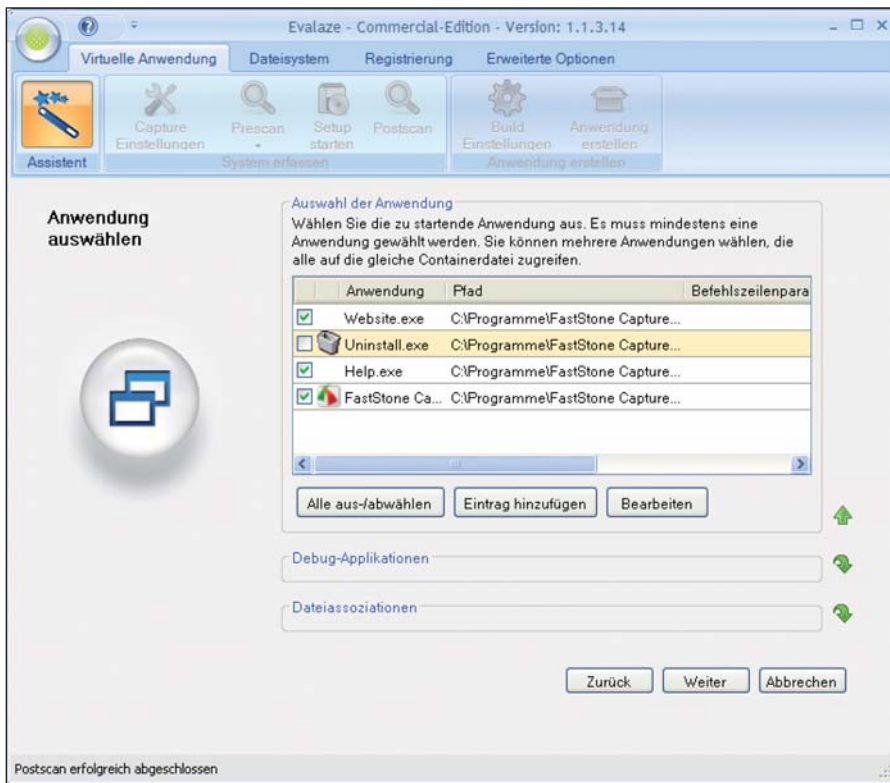 Evalaze - Commercial-Edition - Version: 1.1.3.14
Virtuelle Anwendung Dateisystem Registrierung Erweiterte Optionen
Assistent
Capture Einstellungen
Prescan
Setup starten
Postscan
System erfassen
Build Einstellungen
Anwendung erstellen
Anwendung erstellen
Anwendung
auswählen
Auswahl der Anwendung
Wählen Sie die zu startende Anwendung aus. Es muss mindestens eine
Anwendung gewählt werden. Sie können mehrere Anwendungen wählen, die
alle auf die gleiche Containerdatei zugreifen.
Anwendung Pfad Befehlszeilenpara
Website.exe C:\Programme\FastStone Capture...
Uninstall.exe C:\Programme\FastStone Capture...
Help.exe C:\Programme\FastStone Capture...
FastStone Ca... C:\Programme\FastStone Capture...
Alle aus-/abwählen Eintrag hinzufügen Bearbeiten
Debug-Applikationen
Dateiassoziationen
Zurück Weiter Abbrechen
Postscan erfolgreich abgeschlossen